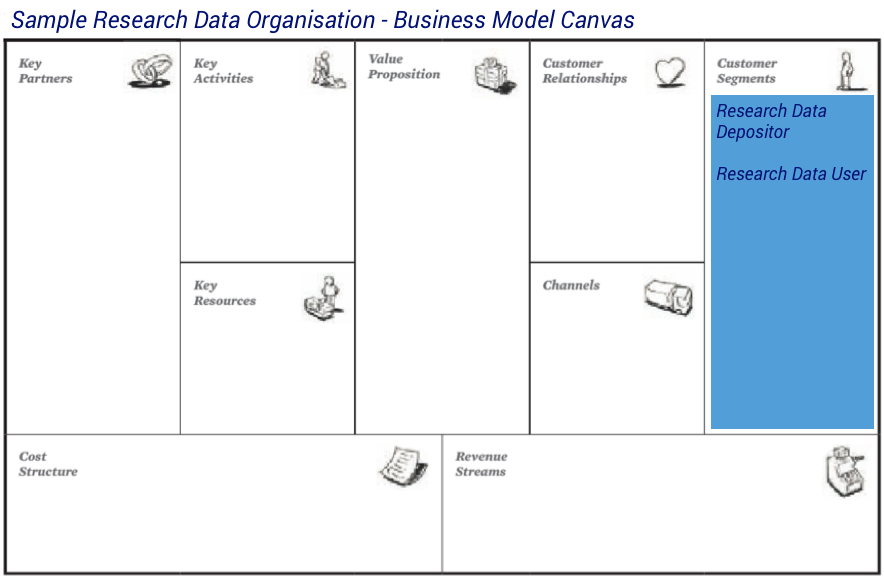 Sample Research Data Organisation - Business Model Canvas
Key
Partners
Key
Activities
Value
Proposition
Customer
Relationships
Customer
Segments
Research Data
Depositor
Research Data User
Key
Resources
Channels
Cost
Structure
Revenue
Streams